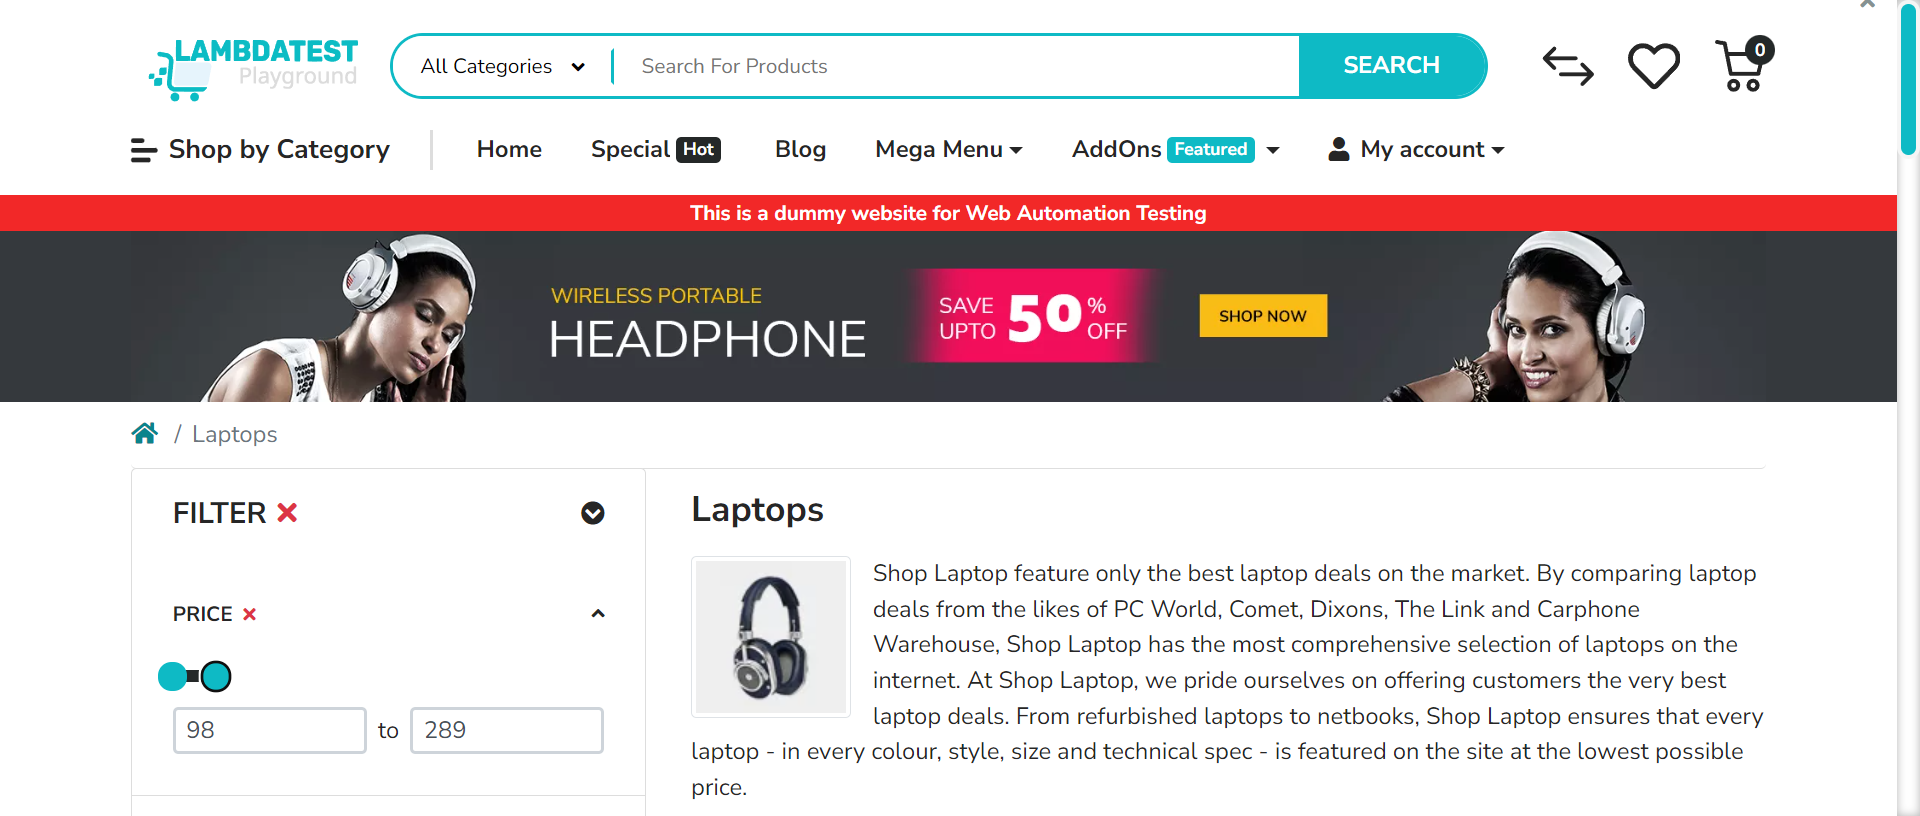 LAMBDATEST
Playground
All Categories
Search For Products
SEARCH
0
Shop by Category
Home
Special Hot
Blog
Mega Menu
AddOns Featured
My account
This is a dummy website for Web Automation Testing
WIRELESS PORTABLE
HEADPHONE
SAVE UPTO 50% OFF
SHOP NOW
/ Laptops
FILTER
PRICE
98 to 289
Laptops
Shop Laptop feature only the best laptop deals on the market. By comparing laptop
deals from the likes of PC World, Comet, Dixons, The Link and Carphone
Warehouse, Shop Laptop has the most comprehensive selection of laptops on the
internet. At Shop Laptop, we pride ourselves on offering customers the very best
laptop deals. From refurbished laptops to netbooks, Shop Laptop ensures that every
laptop - in every colour, style, size and technical spec - is featured on the site at the lowest possible
price.